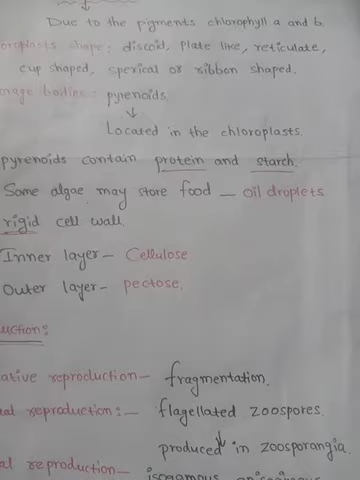 Due to the pigments chlorophyll a and b.
oroplasts shape: discoid, plate like, reticulate,
cup shaped, sperical or ribbon shaped.
orage bodies: pyrenoids.
↓
Located in the chloroplasts.
pyrenoids contain protein and starch.
Some algae may store food – oil droplets
rigid cell wall.
Inner layer – Cellulose
outer layer – pectose.
uction:
ative reproduction – fragmentation.
al reproduction: – flagellated zoospores.
↓
produced in zoosporangia.
al reproduction – isogamous